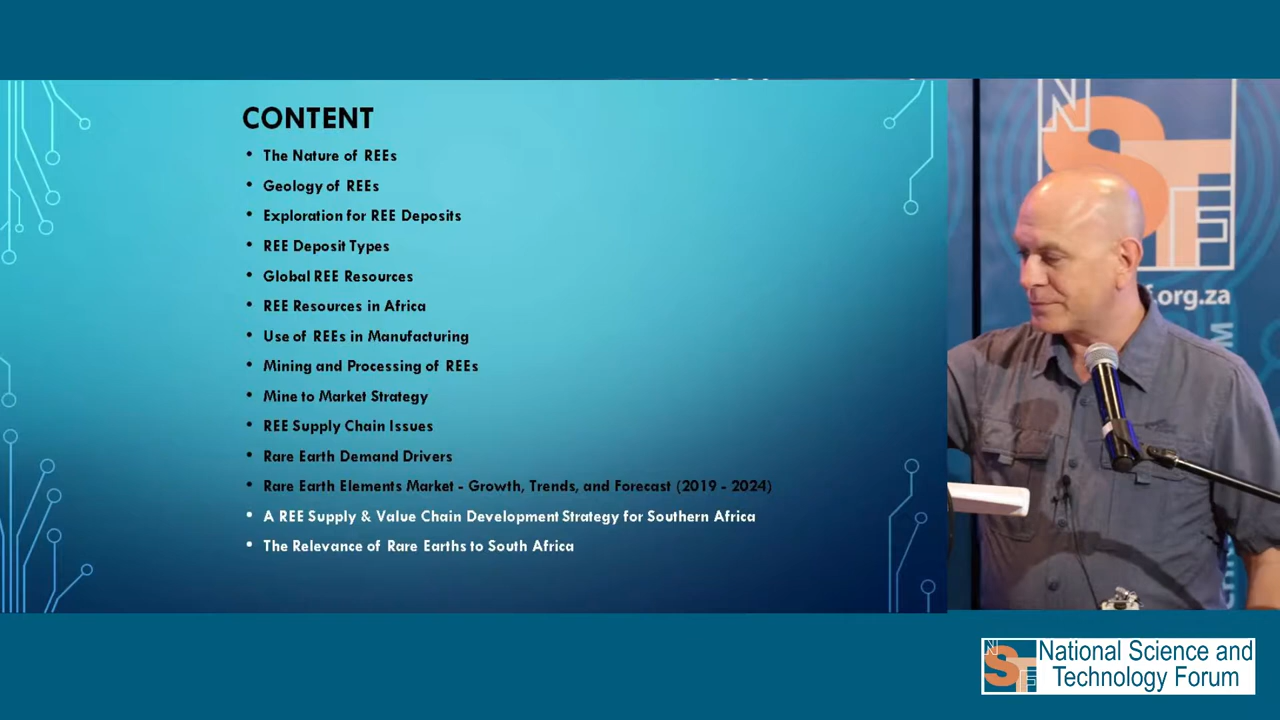 CONTENT
• The Nature of REEs
• Geology of REEs
• Exploration for REE Deposits
• REE Deposit Types
• Global REE Resources
• REE Resources in Africa
• Use of REEs in Manufacturing
• Mining and Processing of REEs
• Mine to Market Strategy
• REE Supply Chain Issues
• Rare Earth Demand Drivers
• Rare Earth Elements Market - Growth, Trends, and Forecast (2019 - 2024)
• A REE Supply & Value Chain Development Strategy for Southern Africa
• The Relevance of Rare Earths to South Africa
NSTF
.org.za
NSTF
National Science and
Technology Forum